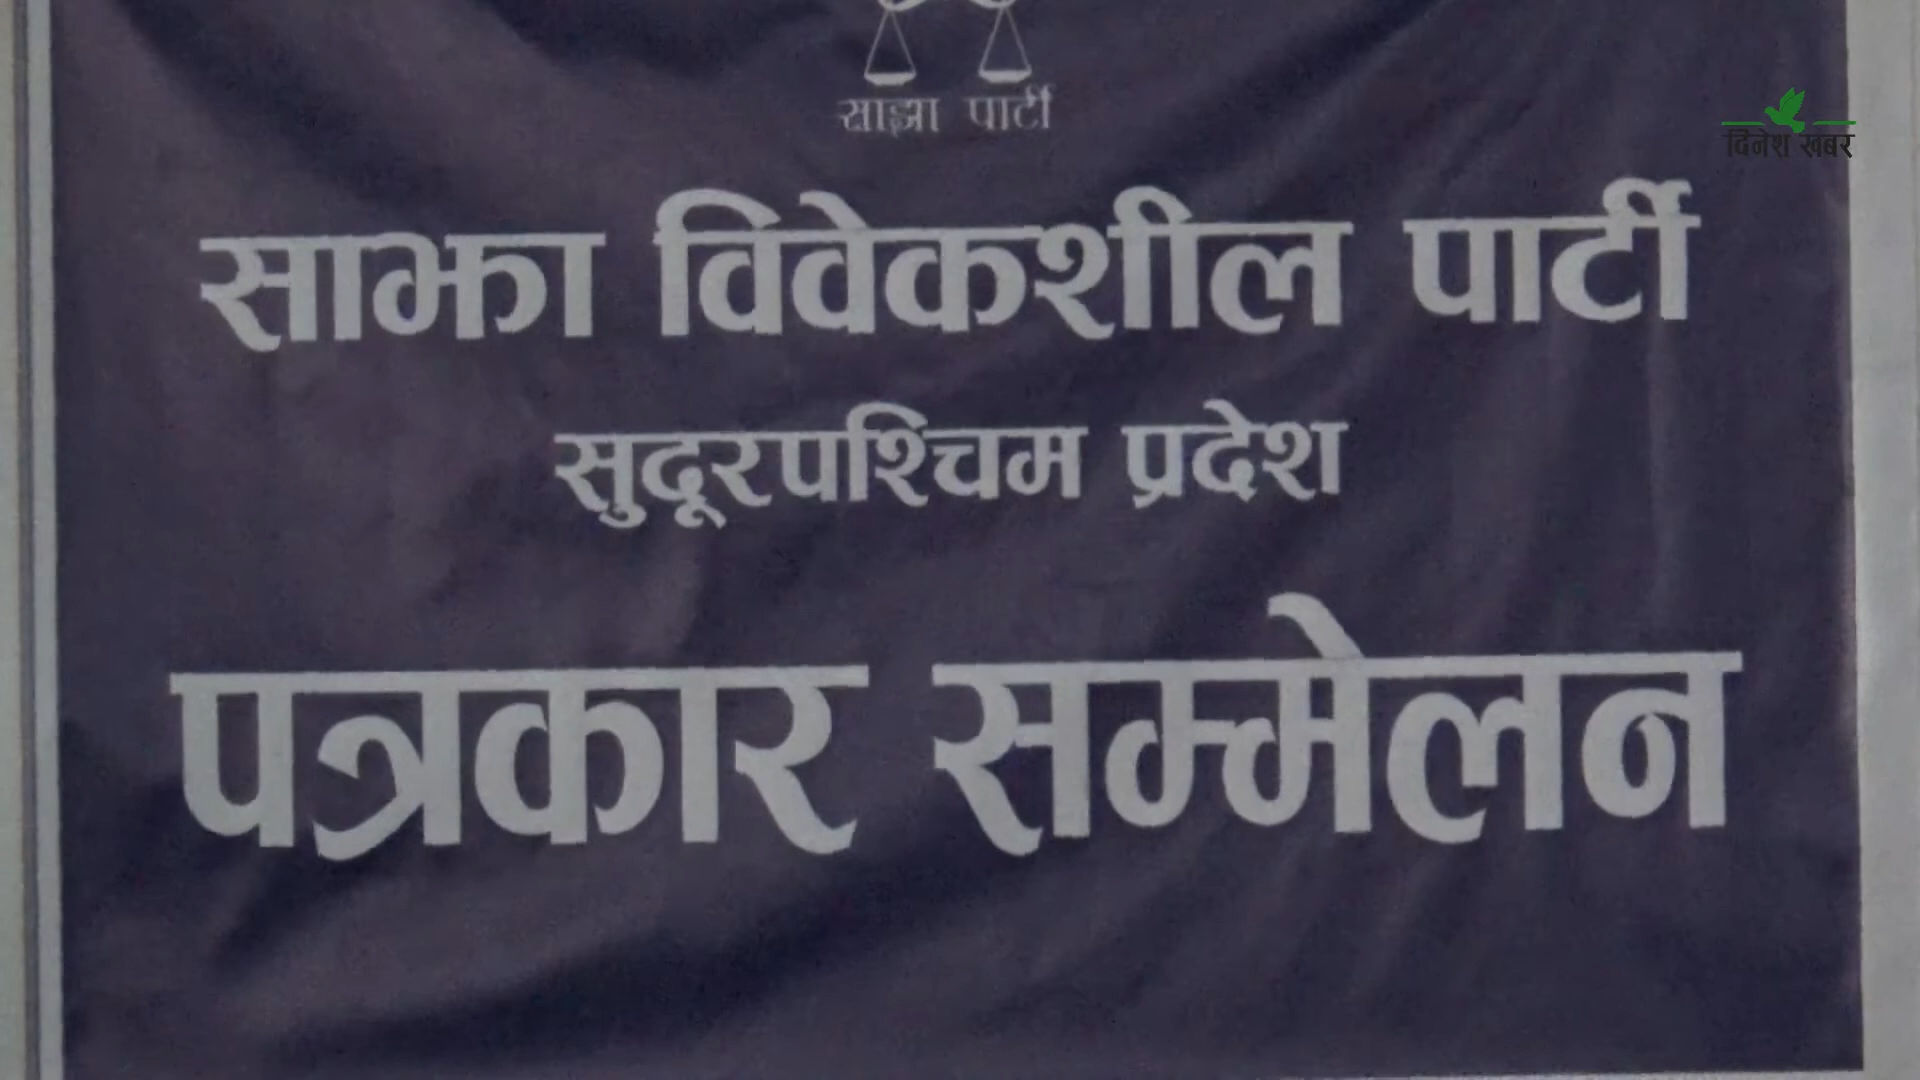 साझा पार्टी
दिनेश खबर
साझा विवेकशील पार्टी
सुदूरपश्चिम प्रदेश
पत्रकार सम्मेलन